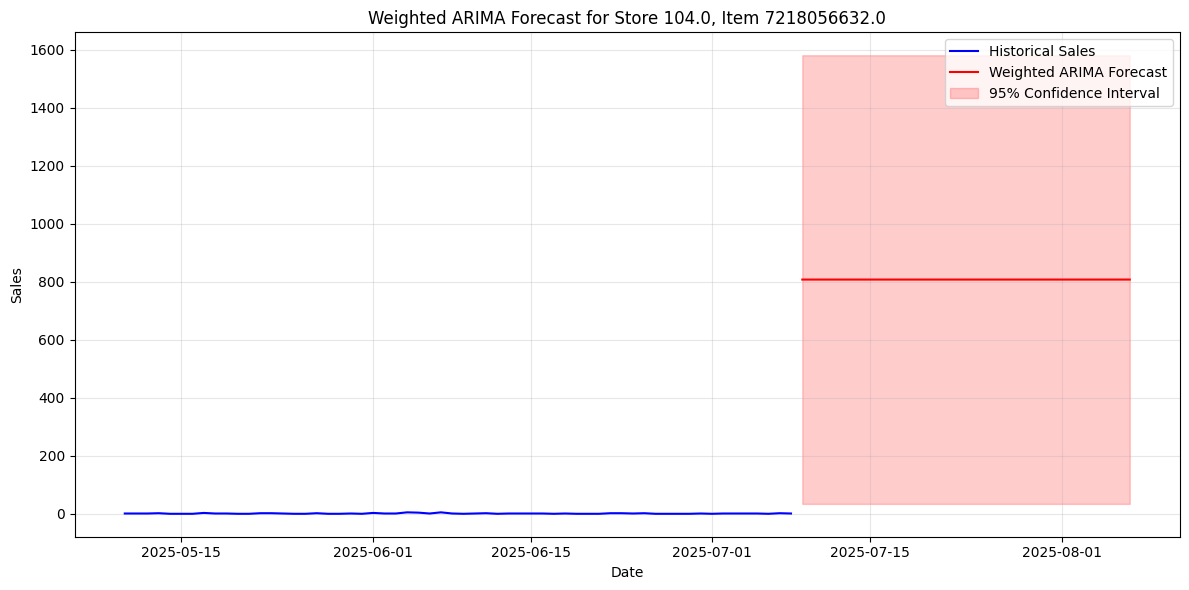 Weighted ARIMA Forecast for Store 104.0, Item 7218056632.0
Historical Sales
Weighted ARIMA Forecast
95% Confidence Interval
1600
1400
1200
1000
800
600
400
200
0
Sales
2025-05-15
2025-06-01
2025-06-15
2025-07-01
2025-07-15
2025-08-01
Date